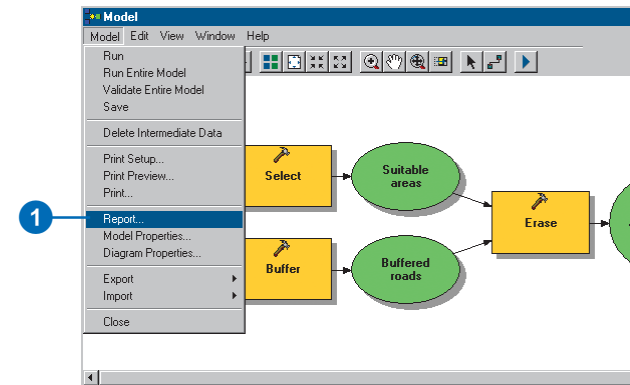 Model
Model Edit View Window Help
Run
Run Entire Model
Validate Entire Model
Save
Delete Intermediate Data
Print Setup...
Print Preview...
Print...
1
Report...
Model Properties...
Diagram Properties...
Export
Import
Close
Select
Suitable
areas
Erase
Buffer
Buffered
roads